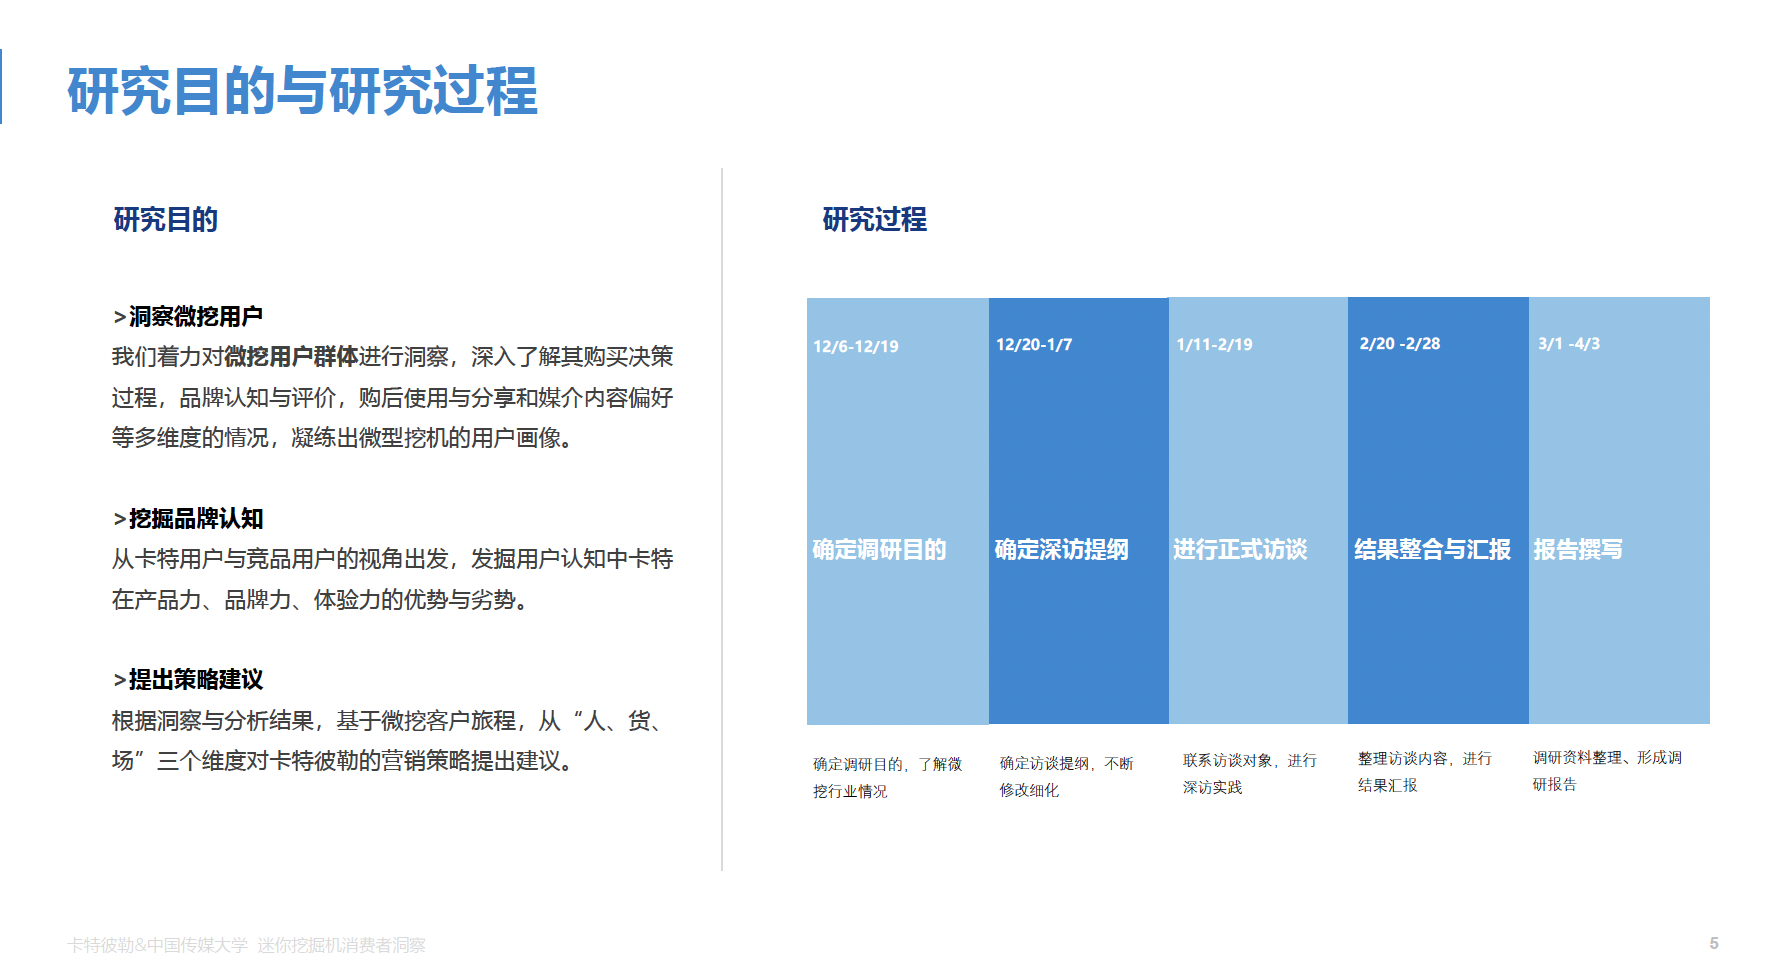 研究目的与研究过程
研究目的
>洞察微挖用户
我们着力对微挖用户群体进行洞察，深入了解其购买决策
过程，品牌认知与评价，购后使用与分享和媒介内容偏好
等多维度的情况，凝练出微型挖机的用户画像。
>挖掘品牌认知
从卡特用户与竞品用户的视角出发，发掘用户认知中卡特
在产品力、品牌力、体验力的优势与劣势。
>提出策略建议
根据洞察与分析结果，基于微挖客户旅程，从“人、货、
场”三个维度对卡特彼勒的营销策略提出建议。
研究过程
12/6-12/19
确定调研目的
确定调研目的，了解微
挖行业情况
12/20-1/7
确定深访提纲
确定访谈提纲，不断
修改细化
1/11-2/19
进行正式访谈
联系访谈对象，进行
深访实践
2/20 -2/28
结果整合与汇报
整理访谈内容，进行
结果汇报
3/1 -4/3
报告撰写
调研资料整理、形成调
研报告
卡特彼勒&中国传媒大学 迷你挖掘机消费者洞察
5